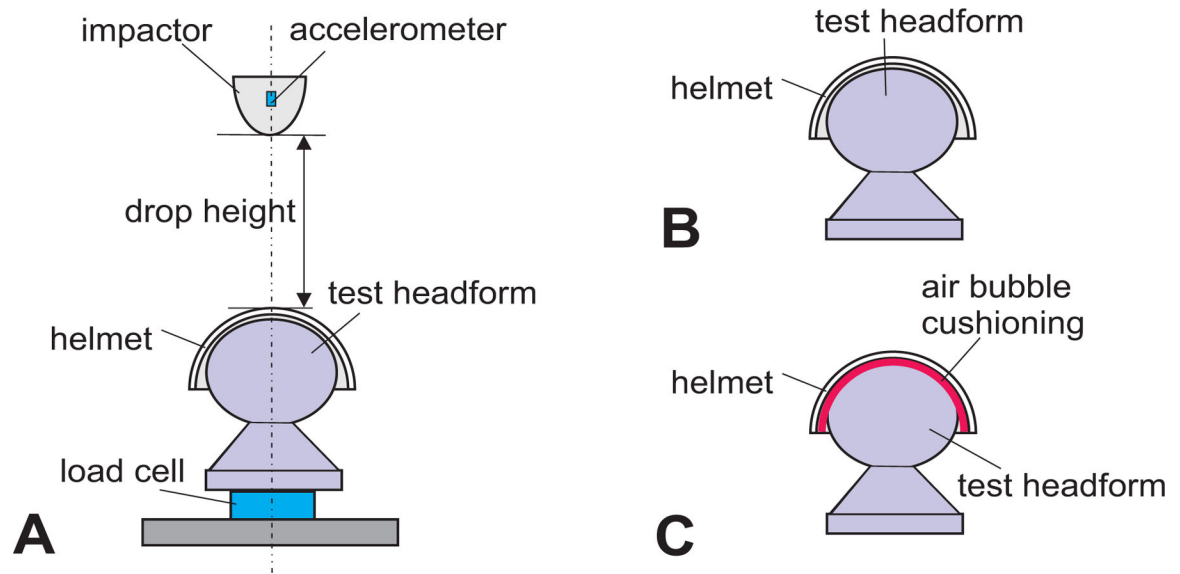 impactor
accelerometer
drop height
test headform
helmet
load cell
A
test headform
helmet
B
air bubble
cushioning
helmet
test headform
C